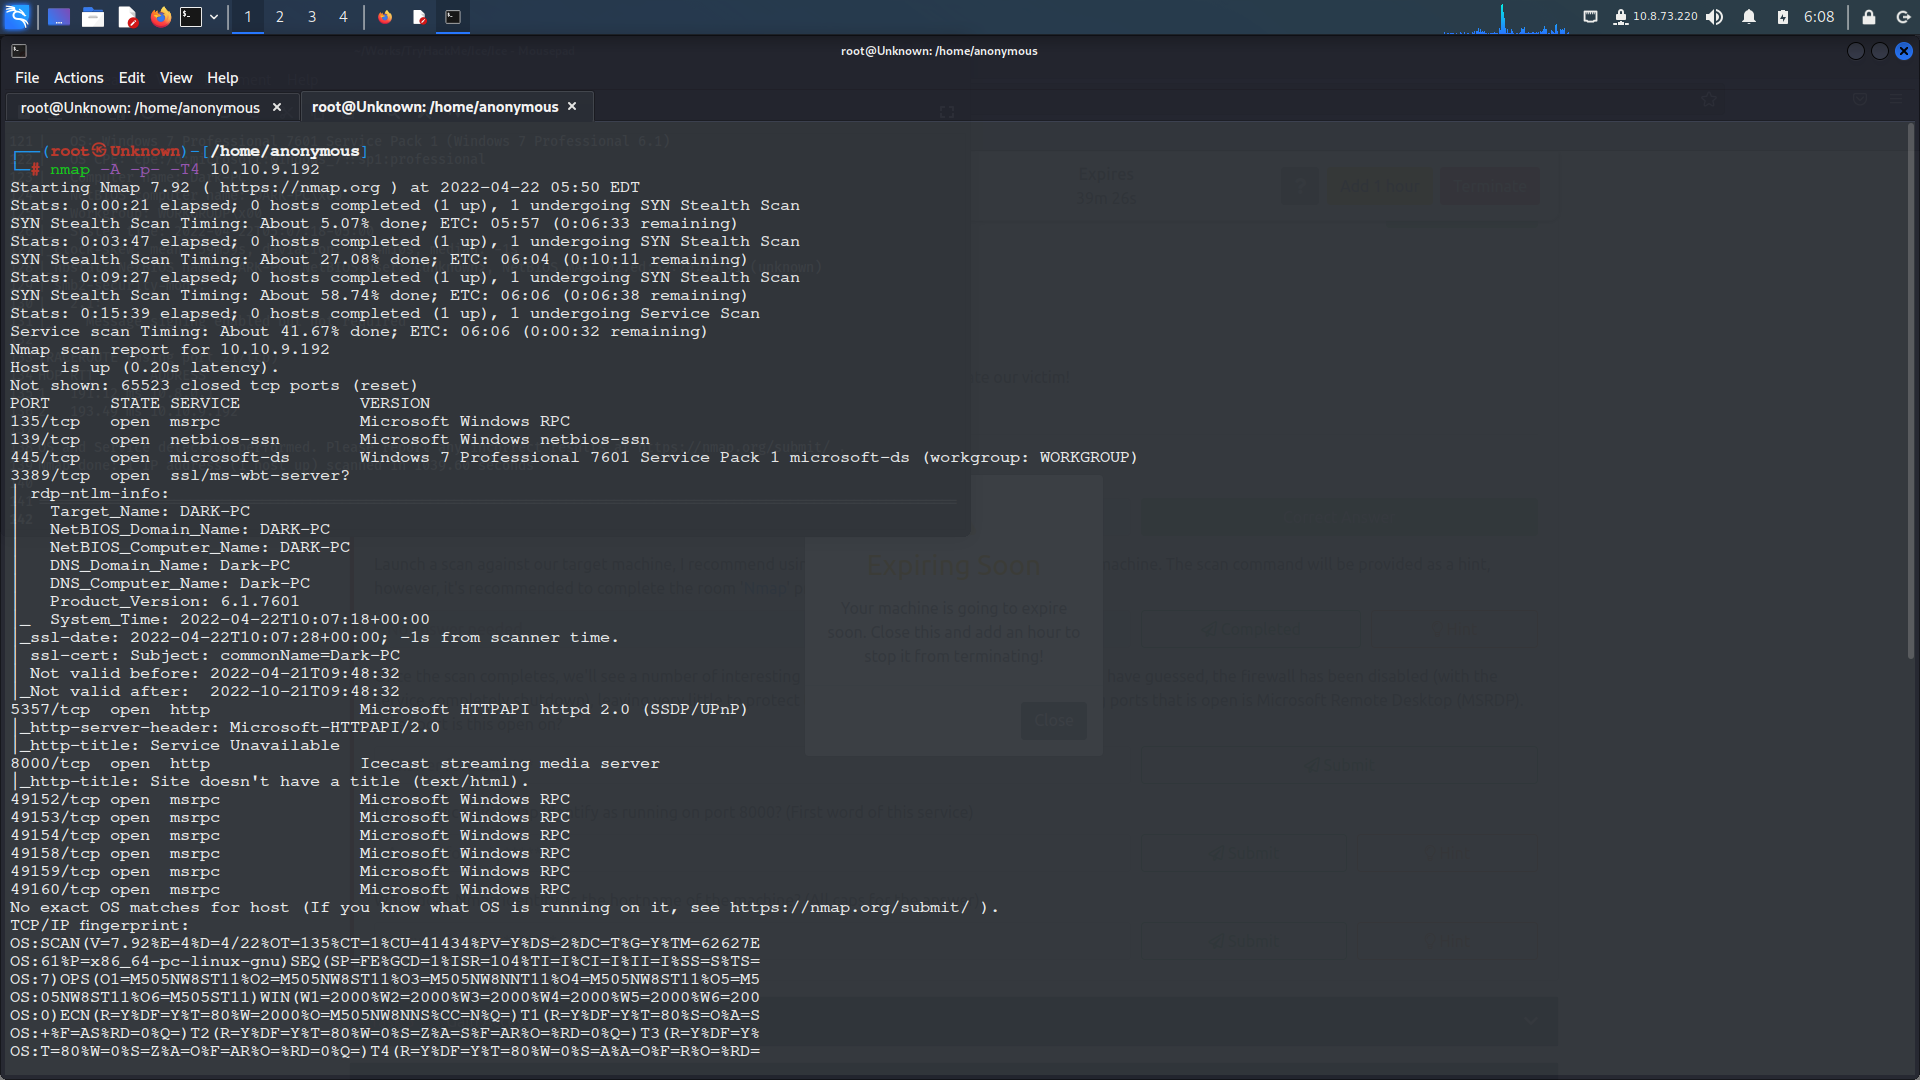 1 2 3 4
10.8.73.220 6:08
root@Unknown: /home/anonymous
File Actions Edit View Help
root@Unknown: /home/anonymous × root@Unknown: /home/anonymous ×
(root㉿Unknown)-[/home/anonymous]
# nmap -A -p- -T4 10.10.9.192
Starting Nmap 7.92 ( https://nmap.org ) at 2022-04-22 05:50 EDT
Stats: 0:00:21 elapsed; 0 hosts completed (1 up), 1 undergoing SYN Stealth Scan
SYN Stealth Scan Timing: About 5.07% done; ETC: 05:57 (0:06:33 remaining)
Stats: 0:03:47 elapsed; 0 hosts completed (1 up), 1 undergoing SYN Stealth Scan
SYN Stealth Scan Timing: About 27.08% done; ETC: 06:04 (0:10:11 remaining)
Stats: 0:09:27 elapsed; 0 hosts completed (1 up), 1 undergoing SYN Stealth Scan
SYN Stealth Scan Timing: About 58.74% done; ETC: 06:06 (0:06:38 remaining)
Stats: 0:15:39 elapsed; 0 hosts completed (1 up), 1 undergoing Service Scan
Service scan Timing: About 41.67% done; ETC: 06:06 (0:00:32 remaining)
Nmap scan report for 10.10.9.192
Host is up (0.20s latency).
Not shown: 65523 closed tcp ports (reset)
PORT STATE SERVICE VERSION
135/tcp open msrpc Microsoft Windows RPC
139/tcp open netbios-ssn Microsoft Windows netbios-ssn
445/tcp open microsoft-ds Windows 7 Professional 7601 Service Pack 1 microsoft-ds (workgroup: WORKGROUP)
3389/tcp open ssl/ms-wbt-server?
| rdp-ntlm-info:
| Target_Name: DARK-PC
| NetBIOS_Domain_Name: DARK-PC
| NetBIOS_Computer_Name: DARK-PC
| DNS_Domain_Name: Dark-PC
| DNS_Computer_Name: Dark-PC
| Product_Version: 6.1.7601
|_ System_Time: 2022-04-22T10:07:18+00:00
|_ssl-date: 2022-04-22T10:07:28+00:00; -1s from scanner time.
| ssl-cert: Subject: commonName=Dark-PC
| Not valid before: 2022-04-21T09:48:32
|_Not valid after: 2022-10-21T09:48:32
5357/tcp open http Microsoft HTTPAPI httpd 2.0 (SSDP/UPnP)
|_http-server-header: Microsoft-HTTPAPI/2.0
|_http-title: Service Unavailable
8000/tcp open http Icecast streaming media server
|_http-title: Site doesn't have a title (text/html).
49152/tcp open msrpc Microsoft Windows RPC
49153/tcp open msrpc Microsoft Windows RPC
49154/tcp open msrpc Microsoft Windows RPC
49158/tcp open msrpc Microsoft Windows RPC
49159/tcp open msrpc Microsoft Windows RPC
49160/tcp open msrpc Microsoft Windows RPC
No exact OS matches for host (If you know what OS is running on it, see https://nmap.org/submit/ ).
TCP/IP fingerprint:
OS:SCAN(V=7.92%E=4%D=4/22%OT=135%CT=1%CU=41434%PV=Y%DS=2%DC=T%G=Y%TM=62627E
OS:61%P=x86_64-pc-linux-gnu)SEQ(SP=FE%GCD=1%ISR=104%TI=I%CI=I%II=I%SS=S%TS=
OS:7)OPS(O1=M505NW8ST11%O2=M505NW8ST11%O3=M505NW8NNT11%O4=M505NW8ST11%O5=M5
OS:05NW8ST11%O6=M505ST11)WIN(W1=2000%W2=2000%W3=2000%W4=2000%W5=2000%W6=200
OS:0)ECN(R=Y%DF=Y%T=80%W=2000%O=M505NW8NNS%CC=N%Q=)T1(R=Y%DF=Y%T=80%S=O%A=S
OS:+%F=AS%RD=0%Q=)T2(R=Y%DF=Y%T=80%W=0%S=Z%A=S%F=AR%O=%RD=0%Q=)T3(R=Y%DF=Y%
OS:T=80%W=0%S=Z%A=O%F=AR%O=%RD=0%Q=)T4(R=Y%DF=Y%T=80%W=0%S=A%A=O%F=R%O=%RD=
Expires
Expiring Soon
Your machine is going to expire
soon. Close this and add an hour to
stop it from terminating!
Close